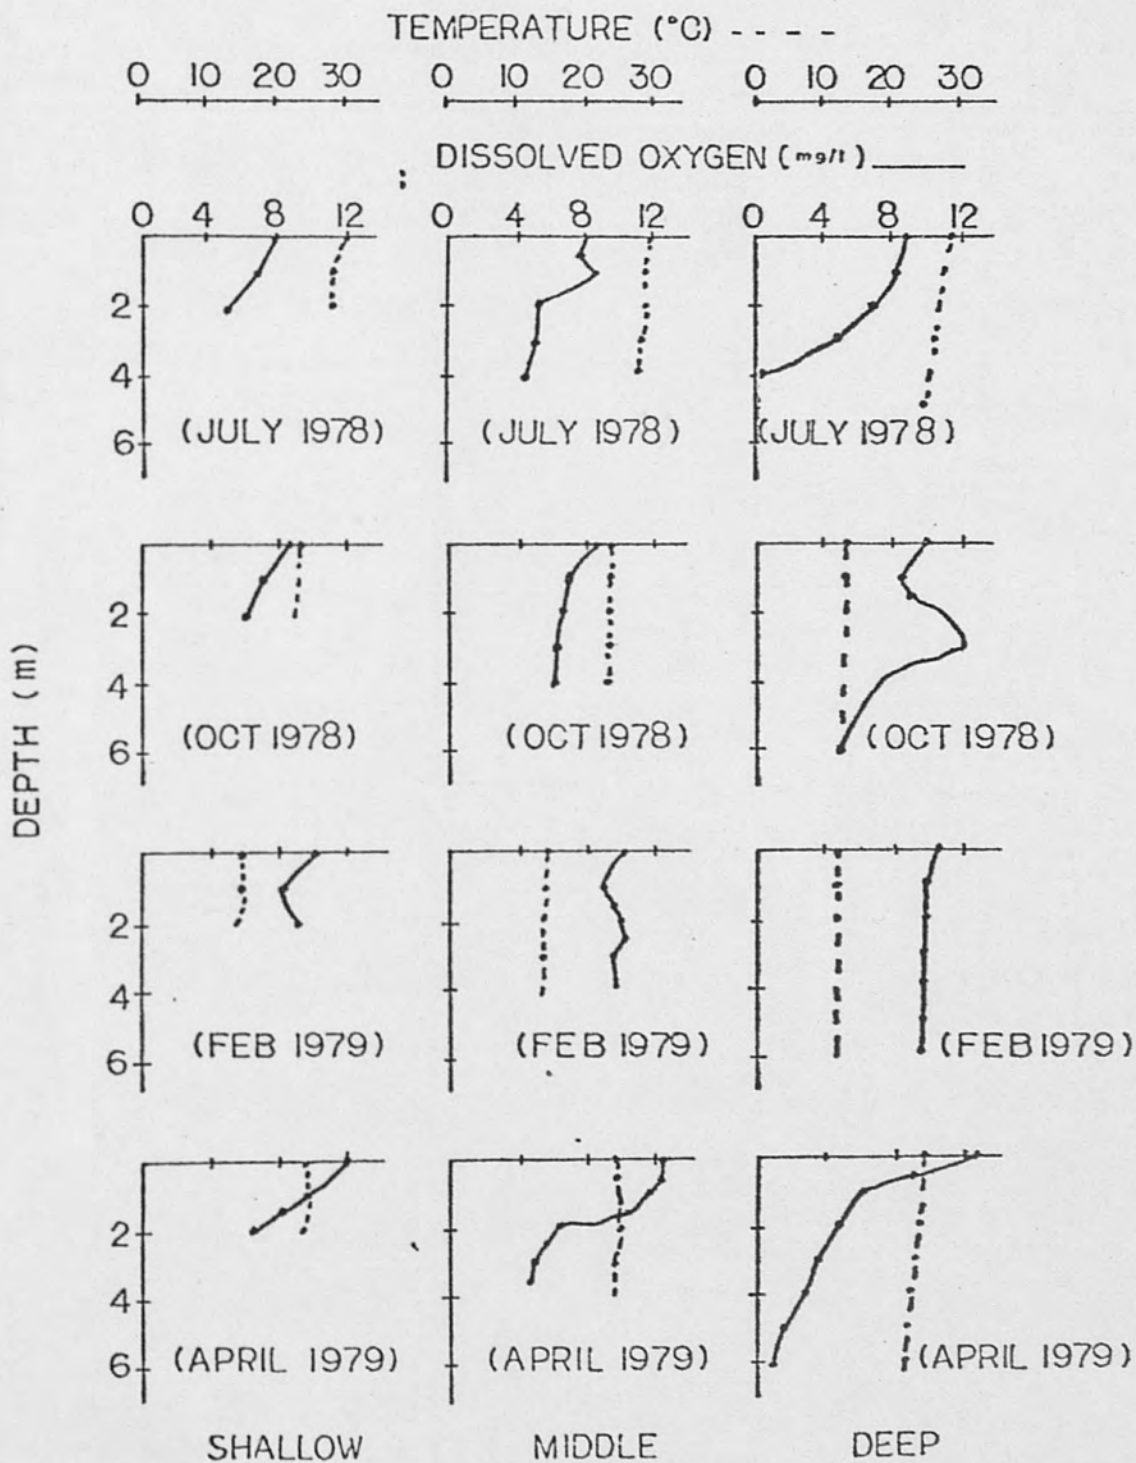 TEMPERATURE (°C) - - - -
0 10 20 30 0 10 20 30 0 10 20 30
DISSOLVED OXYGEN (mg/l)
0 4 8 12 0 4 8 12 0 4 8 12
2
4
6
(JULY 1978) (JULY 1978) (JULY 1978)
2
4
6
(OCT 1978) (OCT 1978) (OCT 1978)
DEPTH (m)
2
4
6
(FEB 1979) (FEB 1979) (FEB 1979)
2
4
6
(APRIL 1979) (APRIL 1979) (APRIL 1979)
SHALLOW MIDDLE DEEP